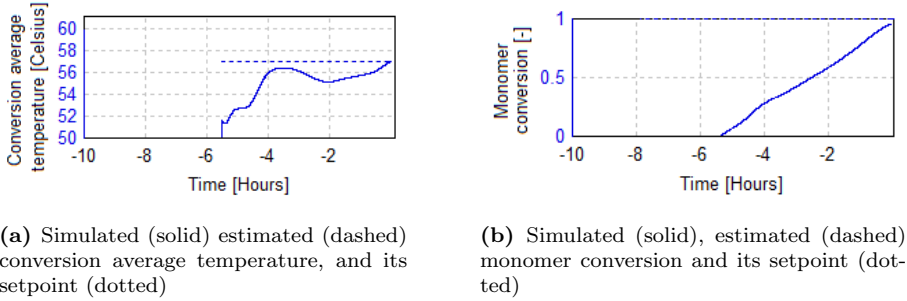 Conversion average
temperature [Celsius]
60
58
56
54
52
50
-10
-8
-6
-4
-2
Time [Hours]
Monomer
conversion [-]
1
0.5
0
-10
-8
-6
-4
-2
Time [Hours]
(a) Simulated (solid) estimated (dashed)
conversion average temperature, and its
setpoint (dotted)
(b) Simulated (solid), estimated (dashed)
monomer conversion and its setpoint (dot-
ted)